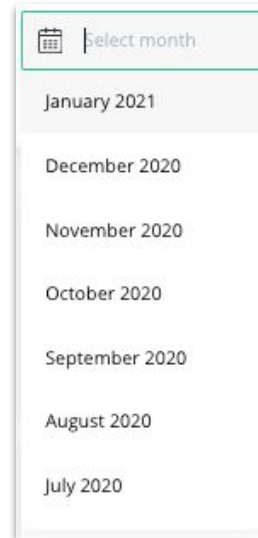 Select month
January 2021
December 2020
November 2020
October 2020
September 2020
August 2020
July 2020